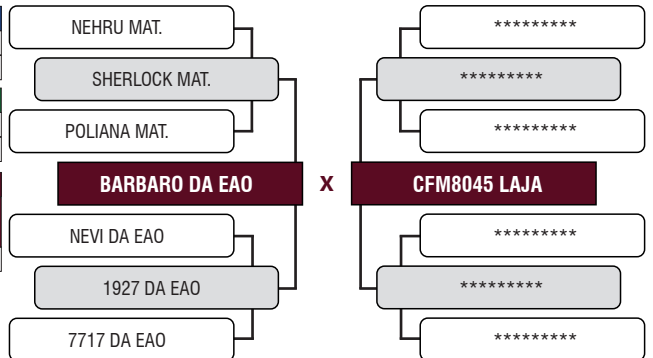 NEHRU MAT.
SHERLOCK MAT.
POLIANA MAT.
BARBARO DA EAO
NEVI DA EAO
1927 DA EAO
7717 DA EAO
X
*********
*********
*********
CFM8045 LAJA
*********
*********
*********